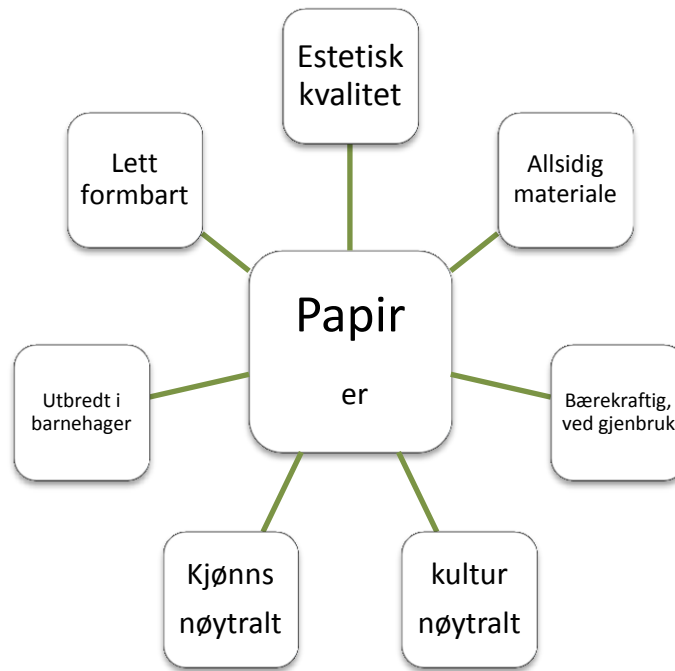 Estetisk
kvalitet
Lett
formbart
Allsidig
materiale
Papir
er
Utbredt i
barnehager
Bærekraftig,
ved gjenbruk
Kjønns
nøytralt
kultur
nøytralt